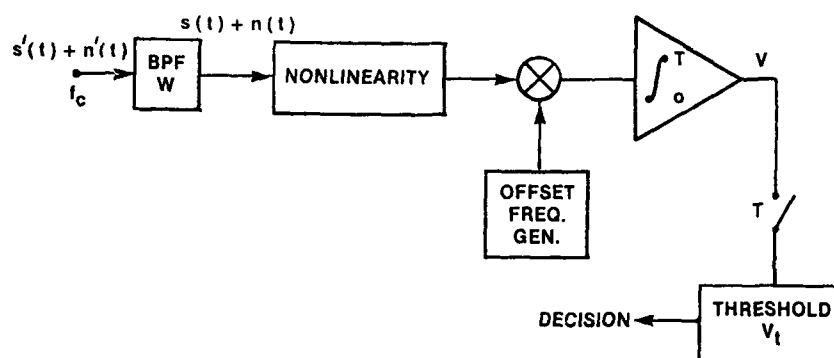 s'(t) + n'(t)
f_c
BPF
W
s(t) + n(t)
NONLINEARITY
OFFSET
FREQ.
GEN.
∫ T
o
V
T
THRESHOLD
V_t
DECISION